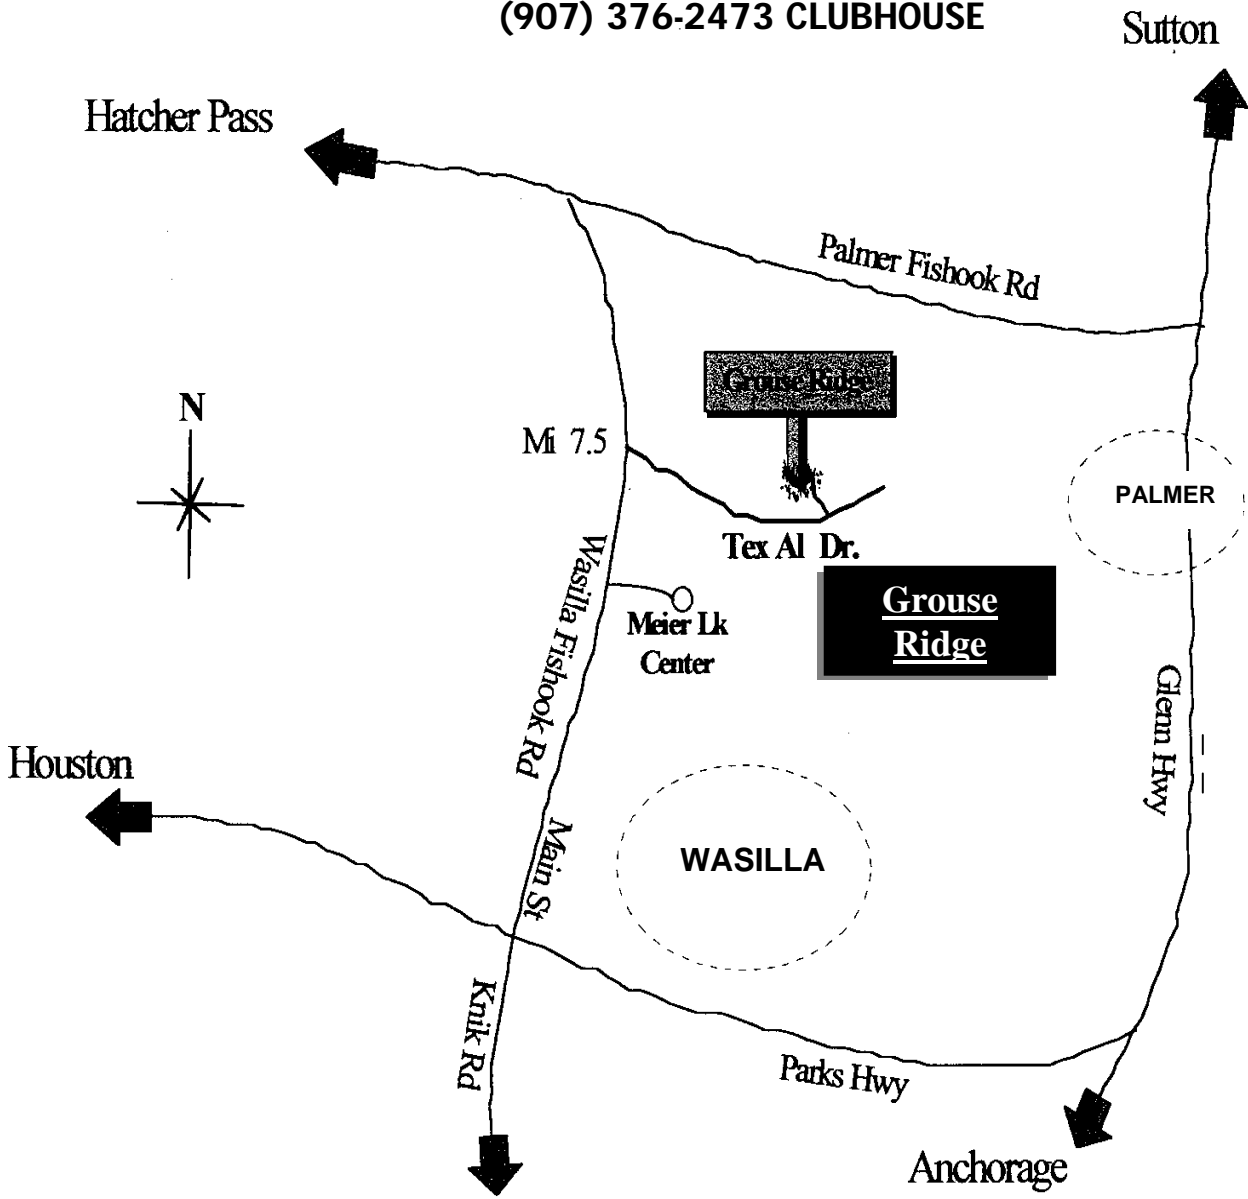 (907) 376-2473 CLUBHOUSE
Sutton
Hatcher Pass
Palmer Fishook Rd
Grouse Ridge
N
Mi 7.5
PALMER
Tex Al Dr.
Wasilla Fishook Rd
Meier Lk
Center
Grouse
Ridge
Glenn Hwy
Houston
Main St
WASILLA
Knik Rd
Parks Hwy
Anchorage